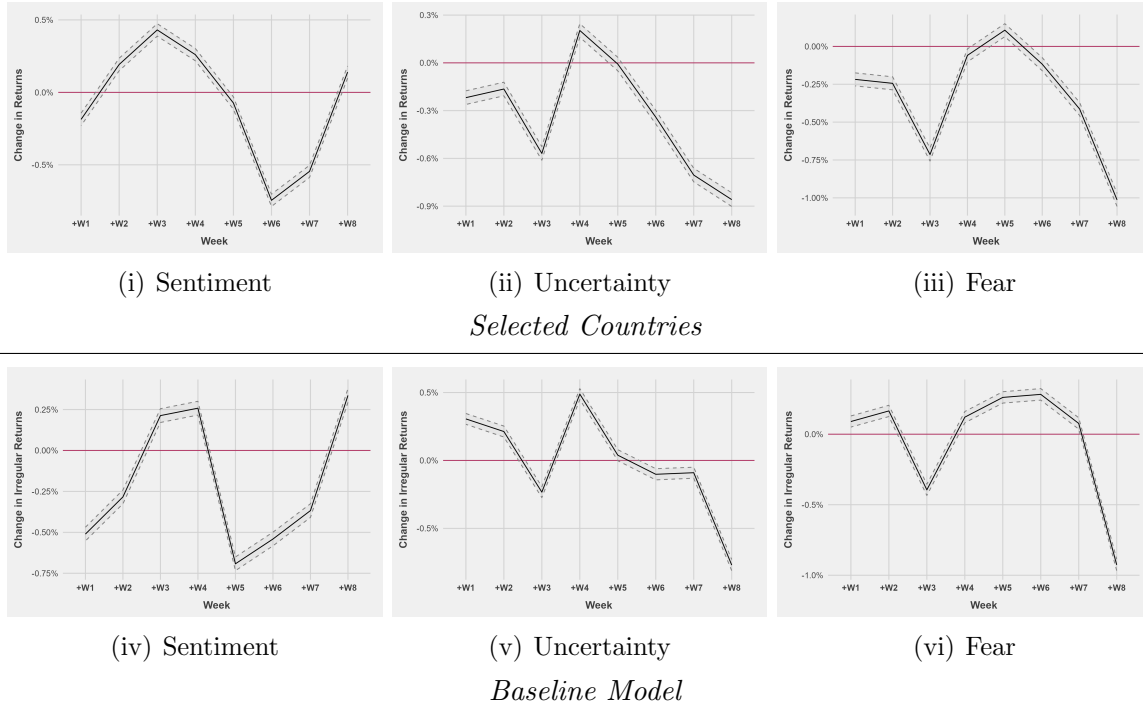 Change in Returns
0.5%
0.0%
-0.5%
+W1 +W2 +W3 +W4 +W5 +W6 +W7 +W8
Week
(i) Sentiment
Change in Returns
0.3%
0.0%
-0.3%
-0.6%
-0.9%
+W1 +W2 +W3 +W4 +W5 +W6 +W7 +W8
Week
(ii) Uncertainty
Change in Returns
0.00%
-0.25%
-0.50%
-0.75%
-1.00%
+W1 +W2 +W3 +W4 +W5 +W6 +W7 +W8
Week
(iii) Fear
Selected Countries
Change in Irregular Returns
0.25%
0.00%
-0.25%
-0.50%
-0.75%
+W1 +W2 +W3 +W4 +W5 +W6 +W7 +W8
Week
(iv) Sentiment
Change in Irregular Returns
0.5%
0.0%
-0.5%
+W1 +W2 +W3 +W4 +W5 +W6 +W7 +W8
Week
(v) Uncertainty
Change in Irregular Returns
0.0%
-0.5%
-1.0%
+W1 +W2 +W3 +W4 +W5 +W6 +W7 +W8
Week
(vi) Fear
Baseline Model